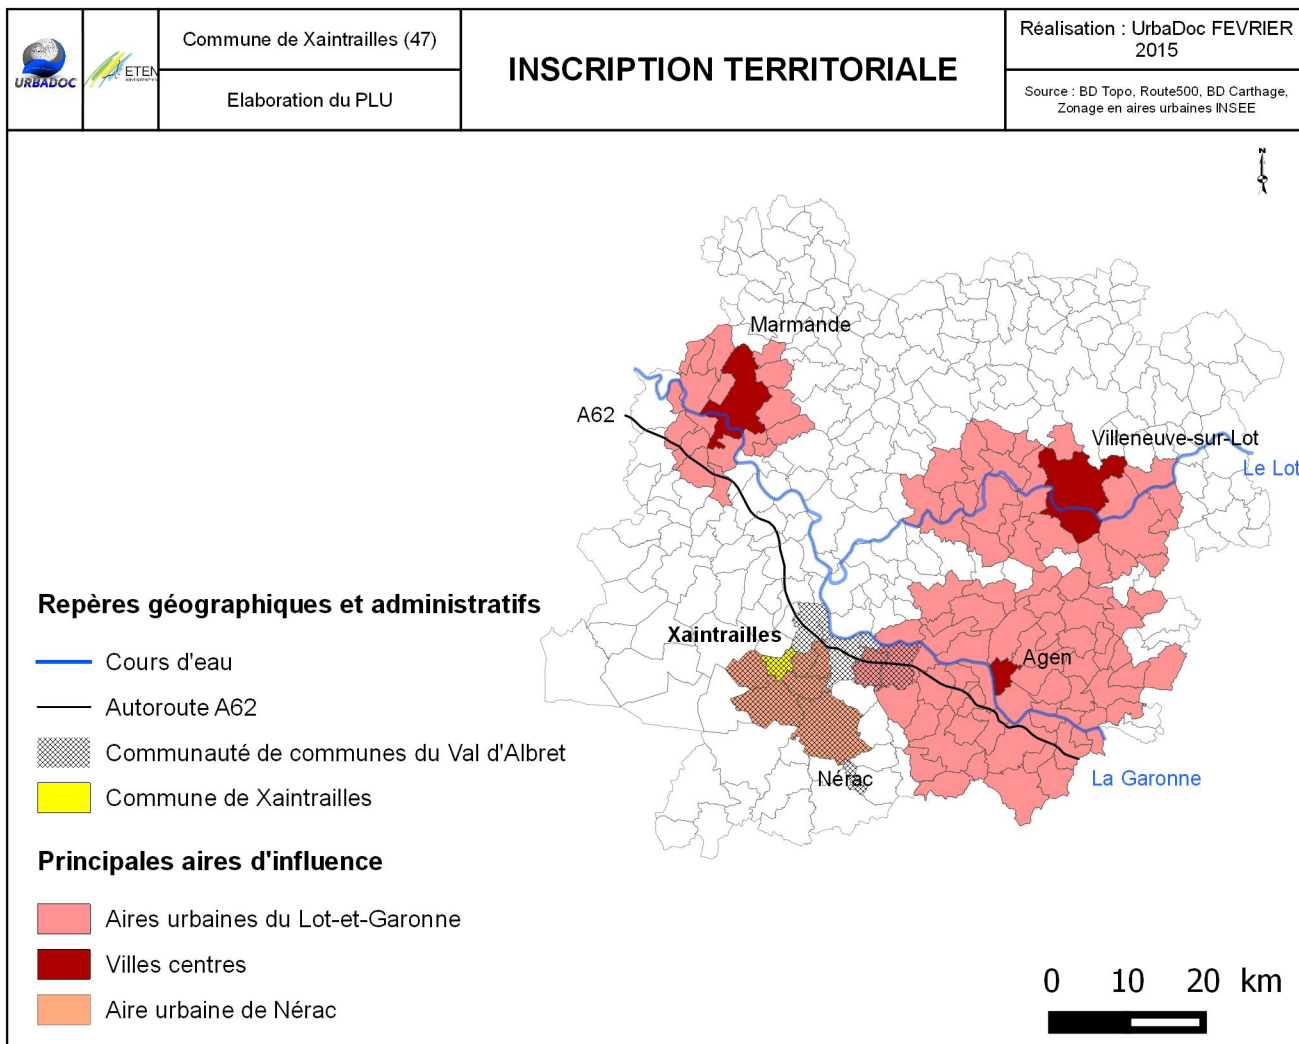 URBADOC
ETEN
Commune de Xaintrailles (47)
Elaboration du PLU
INSCRIPTION TERRITORIALE
Réalisation : UrbaDoc FEVRIER
2015
Source : BD Topo, Route500, BD Carthage,
Zonage en aires urbaines INSEE
N
Marmande
A62
Villeneuve-sur-Lot
Le Lot
Xaintrailles
Agen
Nérac
La Garonne
Repères géographiques et administratifs
Cours d'eau
Autoroute A62
Communauté de communes du Val d'Albret
Commune de Xaintrailles
Principales aires d'influence
Aires urbaines du Lot-et-Garonne
Villes centres
Aire urbaine de Nérac
0 10 20 km